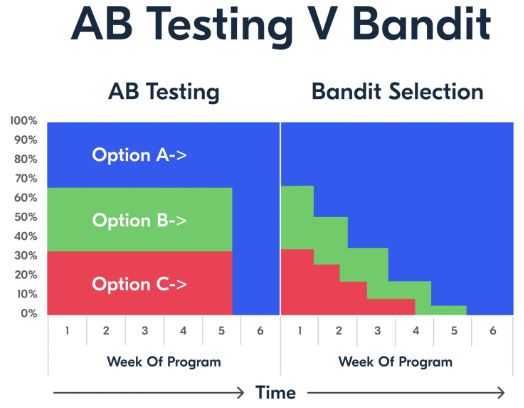 AB Testing V Bandit
AB Testing
Bandit Selection
100%
90%
80%
70%
60%
50%
40%
30%
20%
10%
0%
Option A->
Option B->
Option C->
1 2 3 4 5 6
1 2 3 4 5 6
Week Of Program
Week Of Program
Time